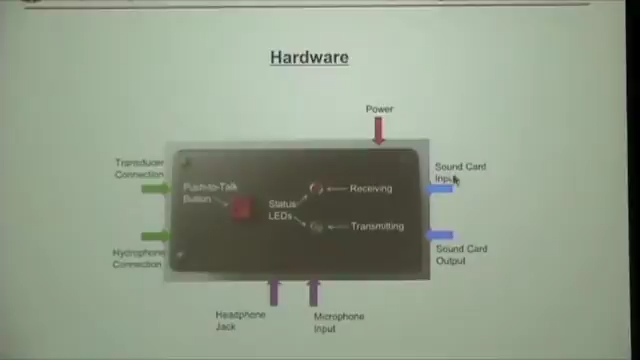 Hardware
Power
Transducer
Connection
Sound Card
Input
Push-to-Talk
Button
Status
LEDs
Receiving
Transmitting
Hydrophone
Connection
Sound Card
Output
Headphone
Jack
Microphone
Input